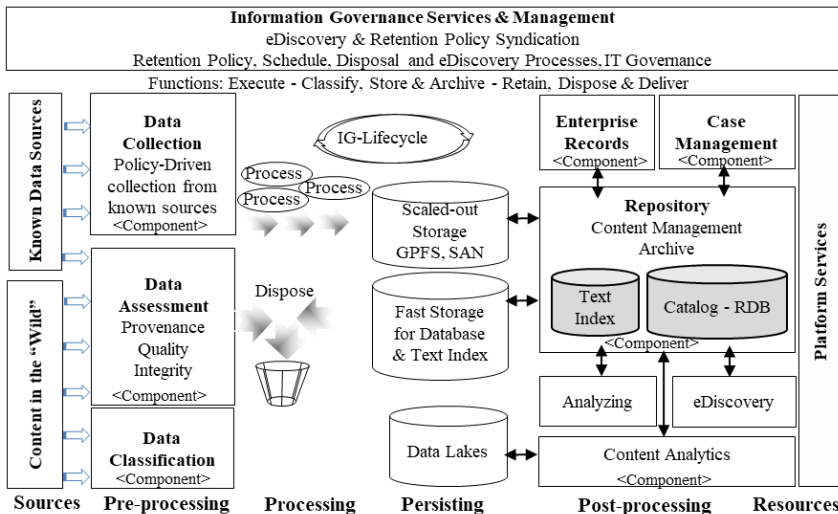 Information Governance Services & Management
eDiscovery & Retention Policy Syndication
Retention Policy, Schedule, Disposal and eDiscovery Processes, IT Governance
Functions: Execute - Classify, Store & Archive - Retain, Dispose & Deliver
Known Data Sources
Content in the “Wild”
Data
Collection
Policy-Driven
collection from
known sources
<Component>
Data
Assessment
Provenance
Quality
Integrity
<Component>
Data
Classification
<Component>
IG-Lifecycle
Process
Process
Process
Dispose
Scaled-out
Storage
GPFS, SAN
Fast Storage
for Database
& Text Index
Data Lakes
Enterprise
Records
<Component>
Case
Management
<Component>
Repository
Content Management
Archive
Text
Index
Catalog - RDB
<Component>
Analyzing
eDiscovery
Content Analytics
<Component>
Platform Services
Sources
Pre-processing
Processing
Persisting
Post-processing
Resources